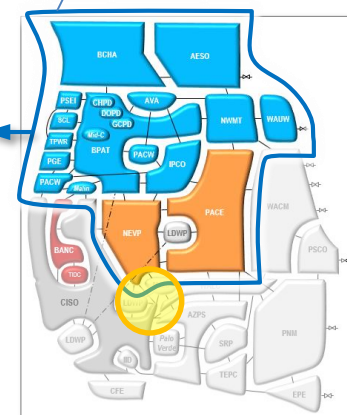 BCHA
AESO
PSEI
CHPD
DOPD
AVA
SCL
GCPD
NWMT
WAUW
Mid-C
TPWR
BPAT
PGE
PACW
IPCO
PACW
NEVP
LDWP
PACE
WACM
BANC
TIDC
PSCO
CISO
AZPS
LDWP
Palo
Verde
SRP
PNM
IID
TEPC
CFE
EPE